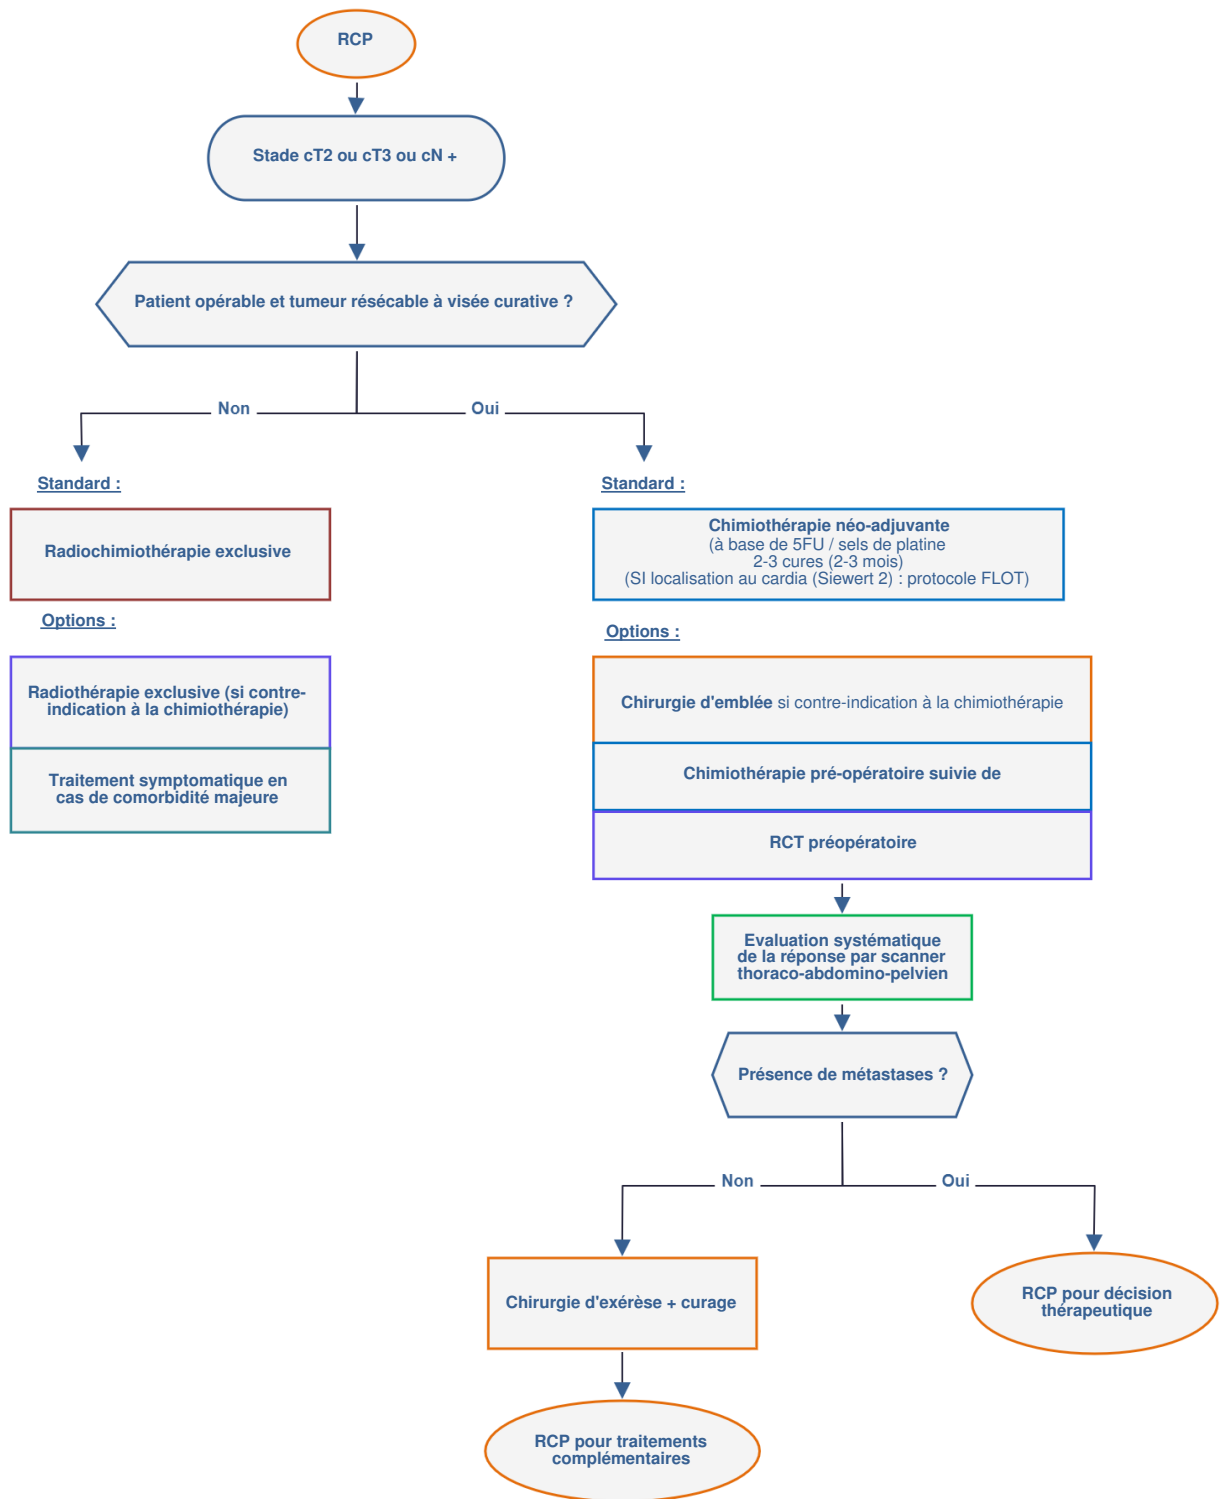 RCP
Stade cT2 ou cT3 ou cN +
Patient opérable et tumeur résécable à visée curative ?
Non
Oui
Standard :
Radiochimiothérapie exclusive
Options :
Radiothérapie exclusive (si contre-
indication à la chimiothérapie)
Traitement symptomatique en
cas de comorbidité majeure
Standard :
Chimiothérapie néo-adjuvante
(à base de 5FU / sels de platine
2-3 cures (2-3 mois)
(SI localisation au cardia (Siewert 2) : protocole FLOT)
Options :
Chirurgie d'emblée si contre-indication à la chimiothérapie
Chimiothérapie pré-opératoire suivie de
RCT préopératoire
Evaluation systématique
de la réponse par scanner
thoraco-abdomino-pelvien
Présence de métastases ?
Non
Oui
Chirurgie d'exérèse + curage
RCP pour décision
thérapeutique
RCP pour traitements
complémentaires